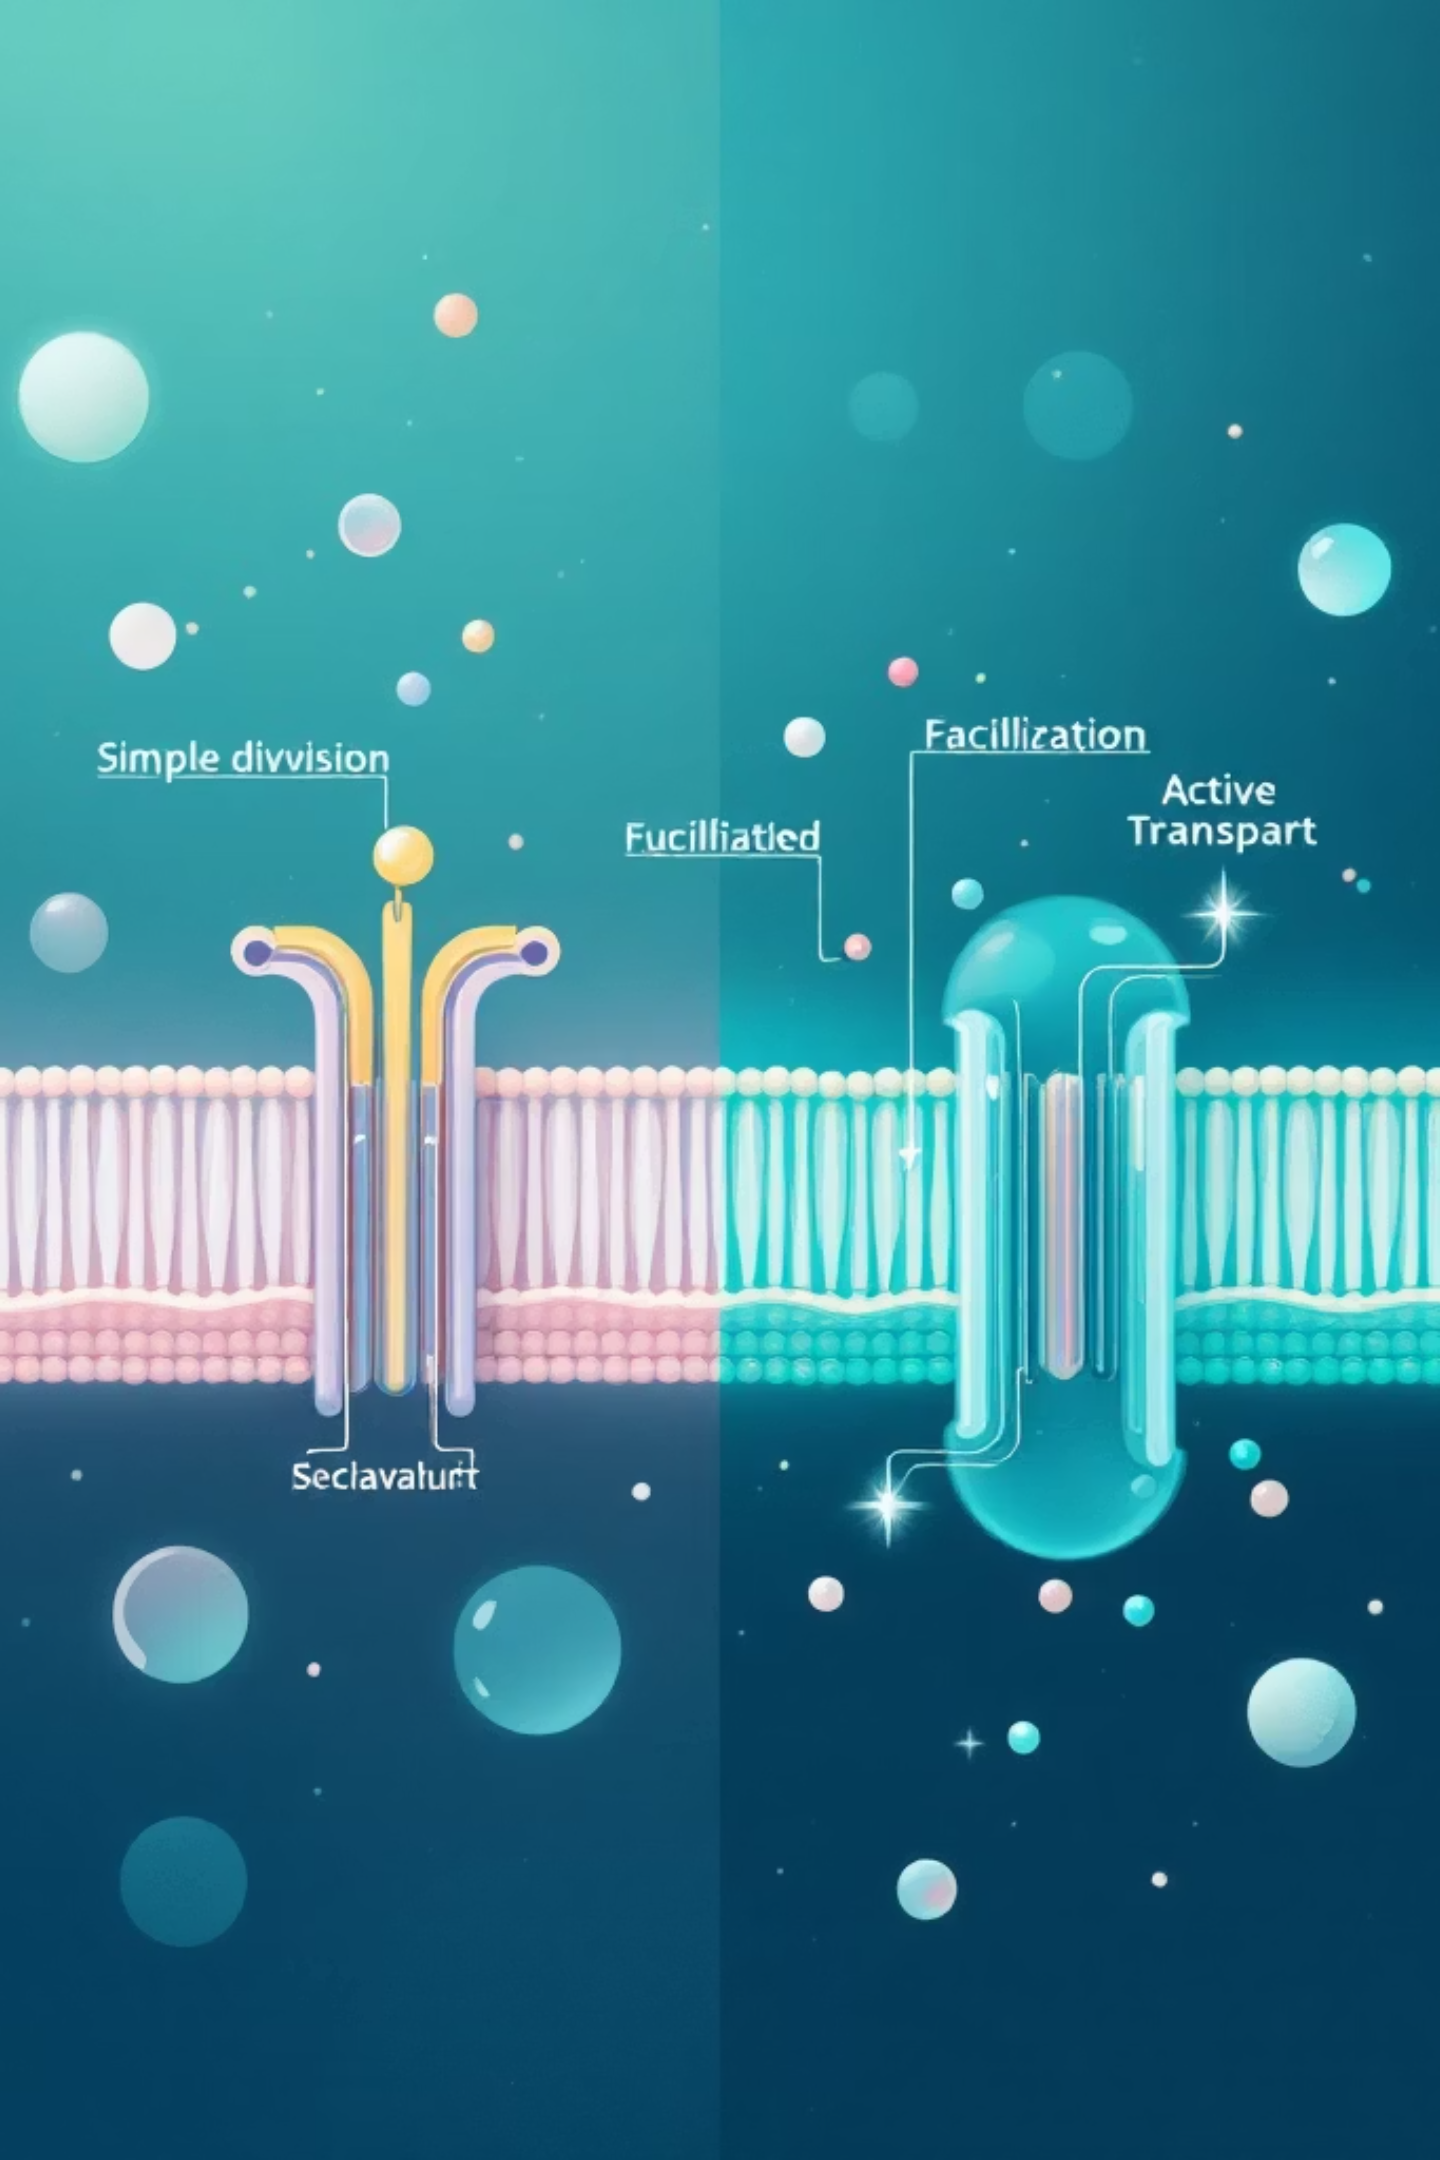 Simple divvision
Facillization
Active
Transpart
Fucilliatled
Seclavalurt